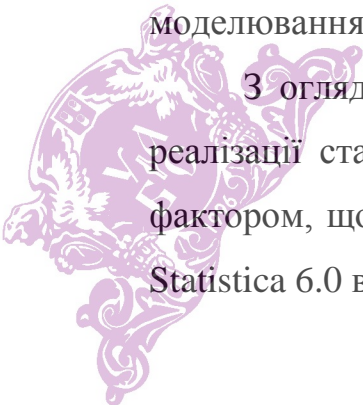 моделювання
З огляд
реалізації ста
фактором, що
Statistica 6.0 в